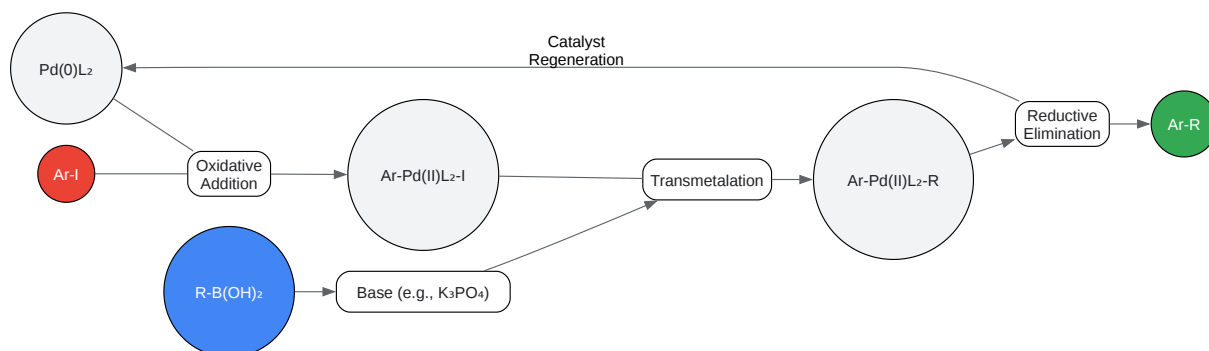 Catalyst
Regeneration
Pd(0)L₂
Ar-I
Oxidative
Addition
Ar-Pd(II)L₂-I
R-B(OH)₂
Base (e.g., K₃PO₄)
Transmetalation
Ar-Pd(II)L₂-R
Reductive
Elimination
Ar-R